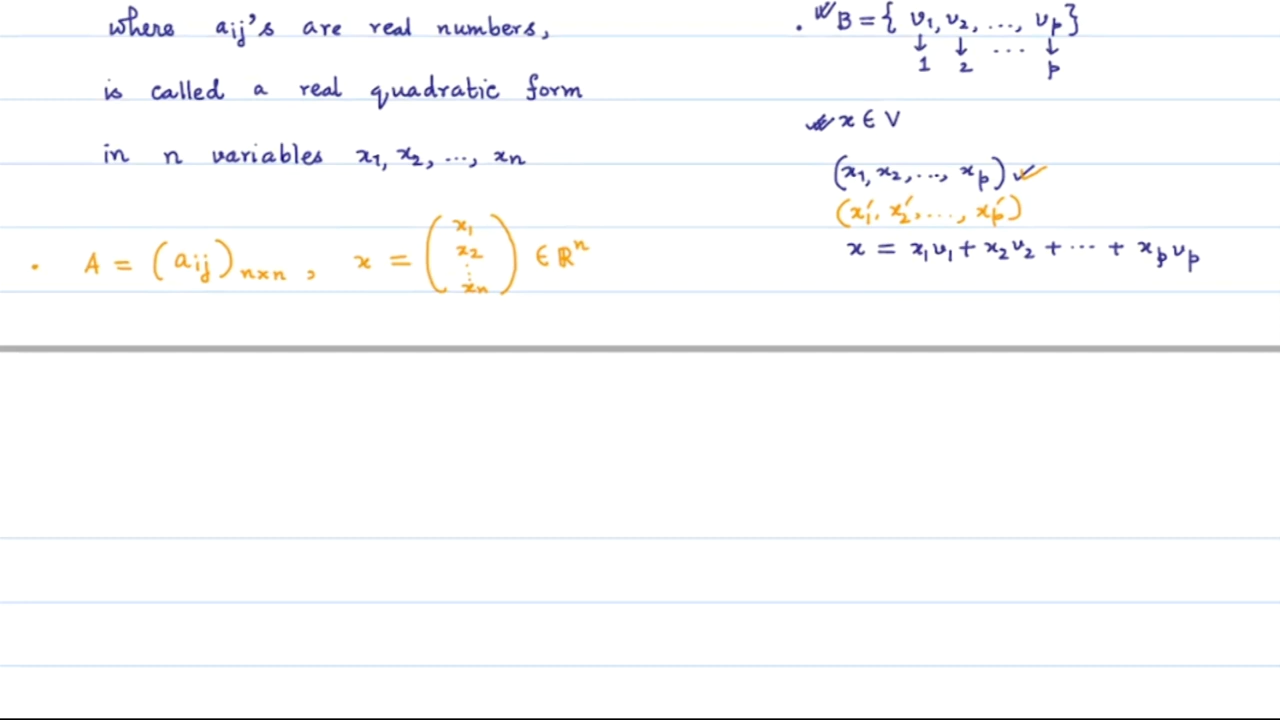 where aij's are real numbers,
is called a real quadratic form
in n variables x₁, x₂, ..., xn
. A = (aij)n×n , x = (x₁ x₂ ⋮ xn) ∈ ℝⁿ
. B = { v₁, v₂, ..., vp }
↓ ↓ ... ↓
1 2 p
x ∈ V
(x₁, x₂, ..., xp) ✓
(x₁', x₂', ..., xp')
x = x₁v₁ + x₂v₂ + ... + xpvp